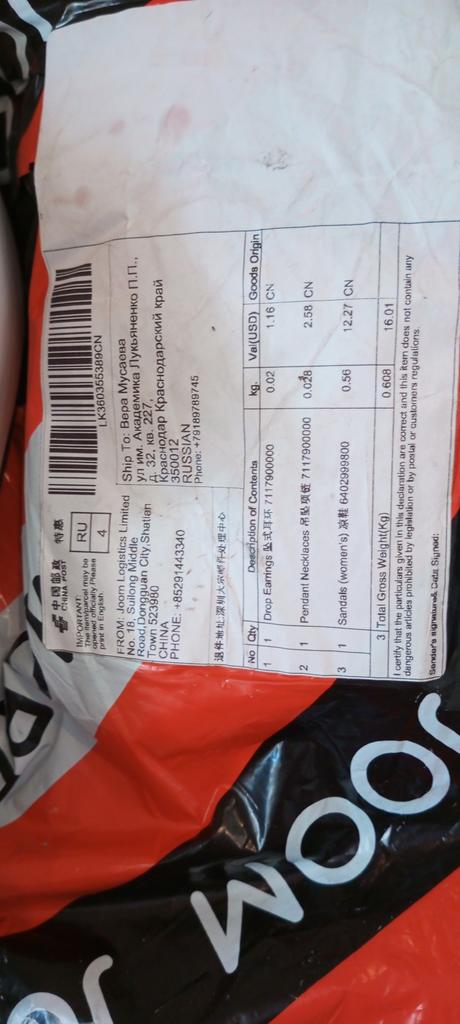 中国邮政 特惠
CHINA POST
IMPORTANT:
The item/parcel may be
opened officially. Please
print in English.
RU
4
LK360355389CN
FROM: Joom Logistics Limited
No. 18, Suilong Middle
Road,Dongguan City,Shatian
Town, 523980
CHINA
PHONE: +85291443340
退件地址:深圳大宗邮件处理中心
Ship To: Вера Мусаева
ул им. Академика Лукьяненко П.П.,
д. 32, кв. 227,
Краснодар Краснодарский край
350012
RUSSIAN
Phone: +79189789745
No Qty Description of Contents kg. Val(USD) Goods Origin
1 1 Drop Earrings 坠式耳环 7117900000 0.02 1.16 CN
2 1 Pendant Necklaces 吊坠项链 7117900000 0.028 2.58 CN
3 1 Sandals (women's) 凉鞋 6402999800 0.56 12.27 CN
3 Total Gross Weight(Kg) 0.608 16.01
I certify that the particulars given in this declaration are correct and this item does not contain any
dangerous articles prohibited by legislation or by postal or customers regulations.
Sender's signature& Data Signed:
JOOM
JO